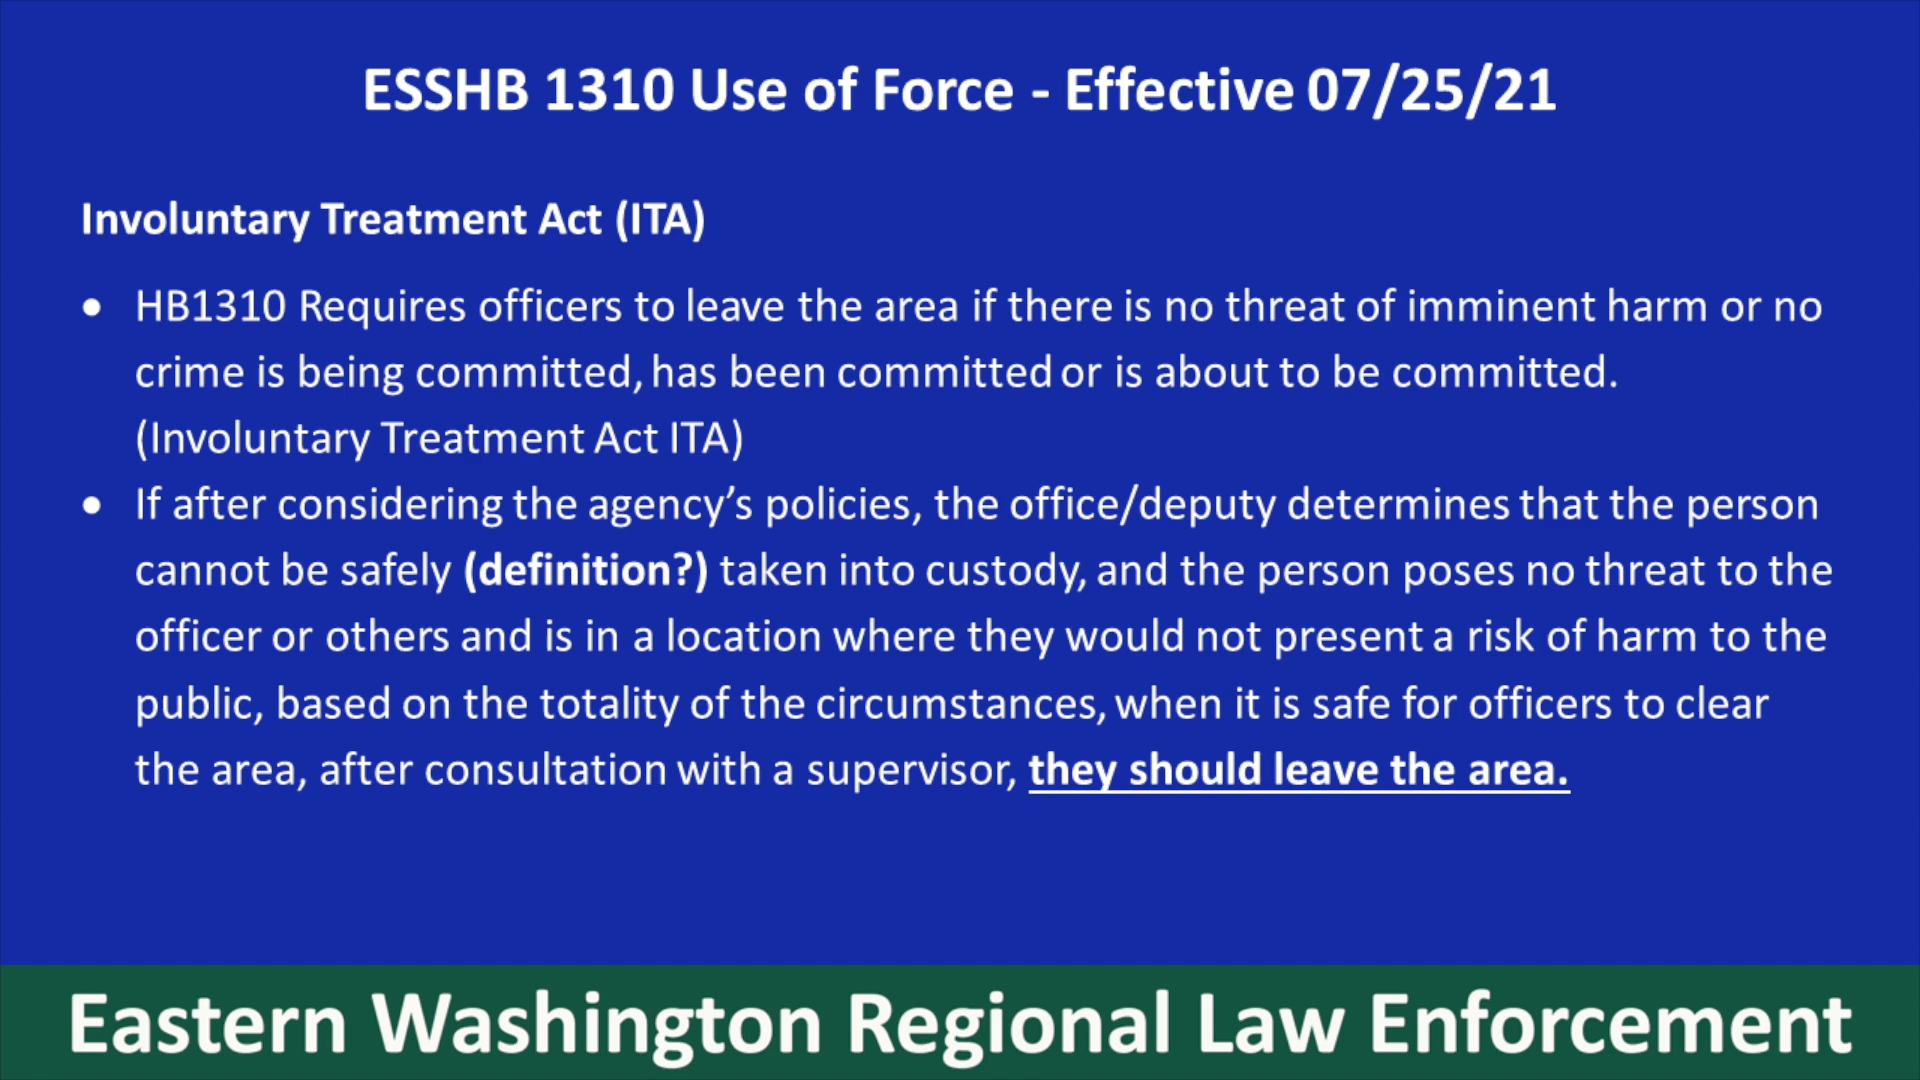 ESSHB 1310 Use of Force - Effective 07/25/21
Involuntary Treatment Act (ITA)
• HB1310 Requires officers to leave the area if there is no threat of imminent harm or no
crime is being committed, has been committed or is about to be committed.
(Involuntary Treatment Act ITA)
• If after considering the agency’s policies, the office/deputy determines that the person
cannot be safely (definition?) taken into custody, and the person poses no threat to the
officer or others and is in a location where they would not present a risk of harm to the
public, based on the totality of the circumstances, when it is safe for officers to clear
the area, after consultation with a supervisor, they should leave the area.
Eastern Washington Regional Law Enforcement